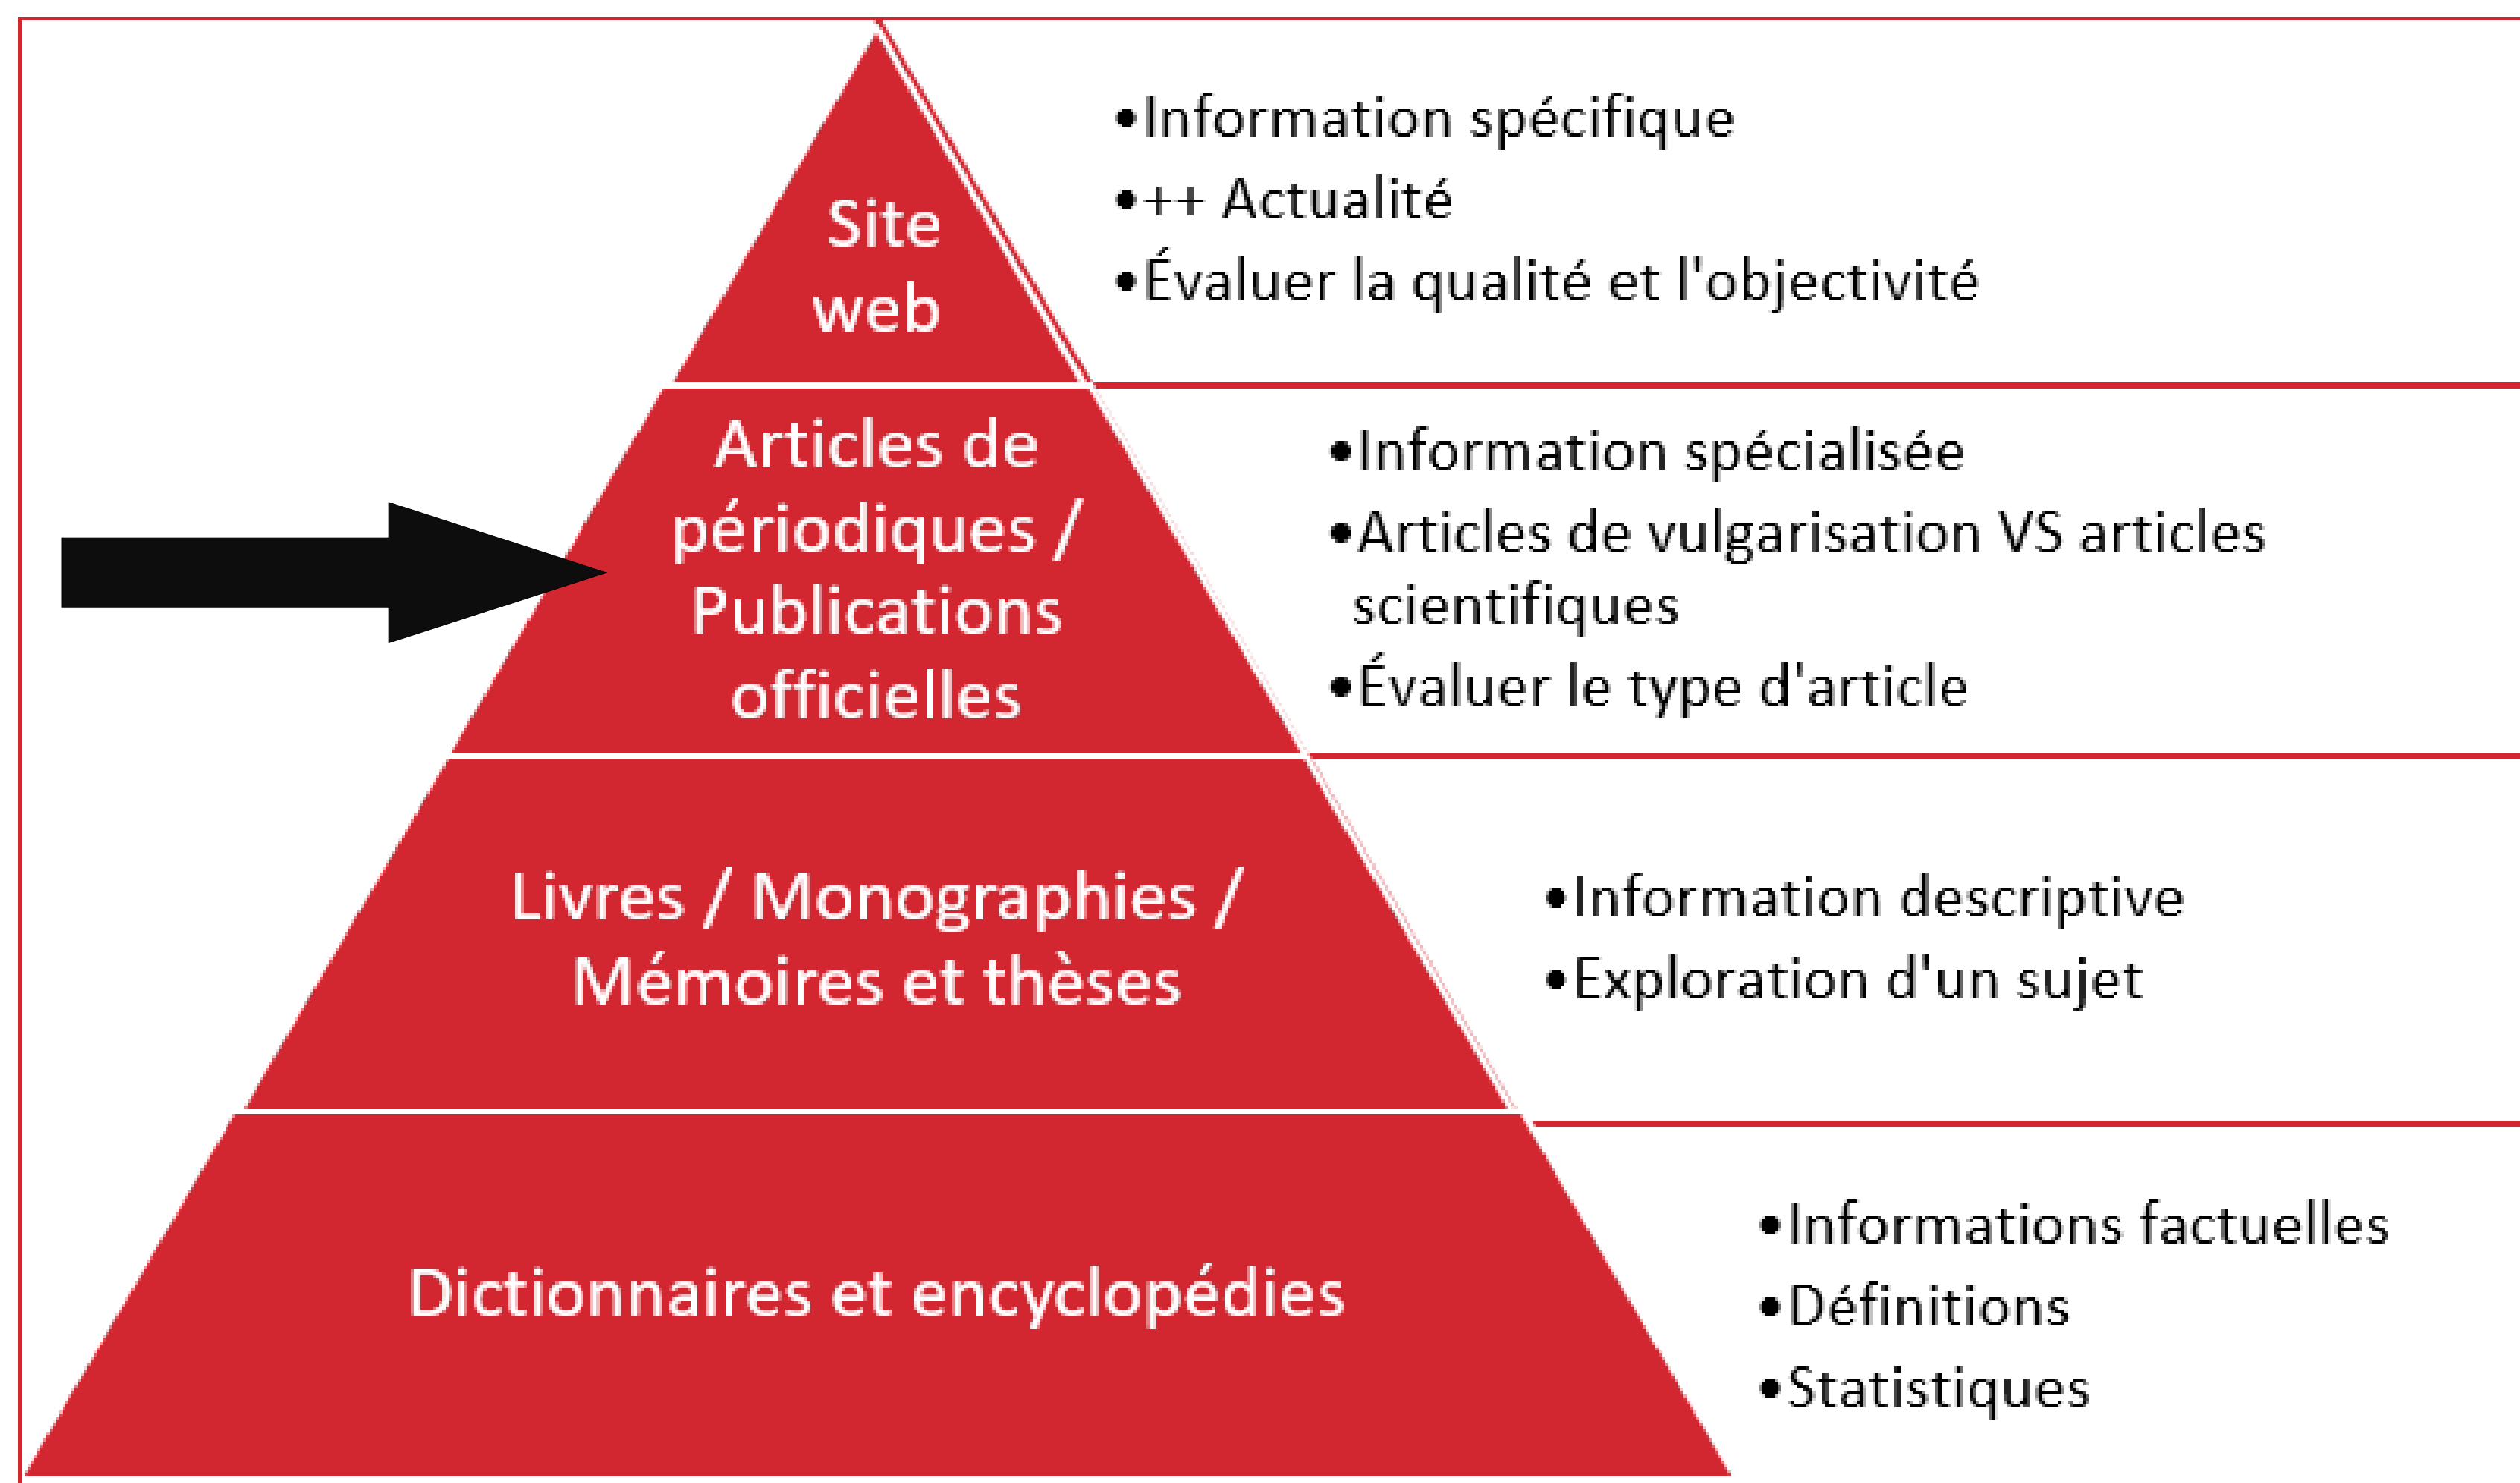 Site
web
•Information spécifique
•++ Actualité
•Évaluer la qualité et l'objectivité
Articles de
périodiques /
Publications
officielles
•Information spécialisée
•Articles de vulgarisation VS articles
scientifiques
•Évaluer le type d'article
Livres / Monographies /
Mémoires et thèses
•Information descriptive
•Exploration d'un sujet
Dictionnaires et encyclopédies
•Informations factuelles
•Définitions
•Statistiques